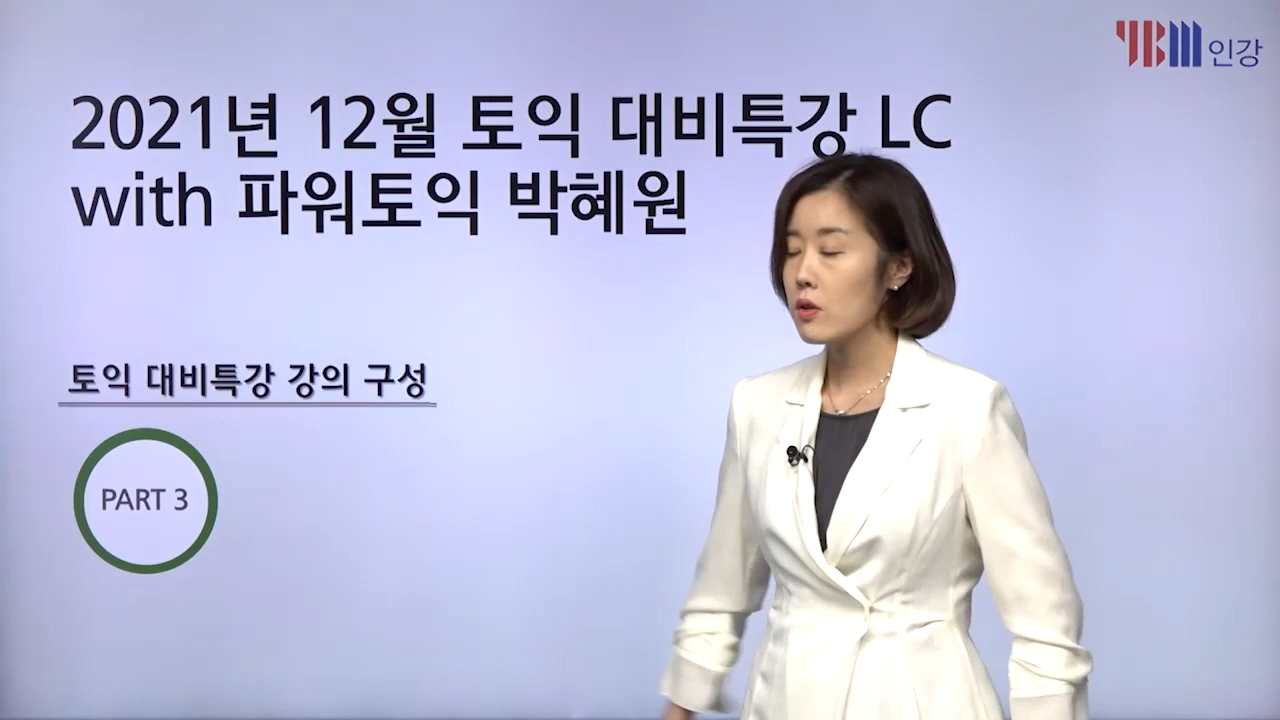 YBM 인강
2021년 12월 토익 대비특강 LC
with 파워토익 박혜원
토익 대비특강 강의 구성
PART 3